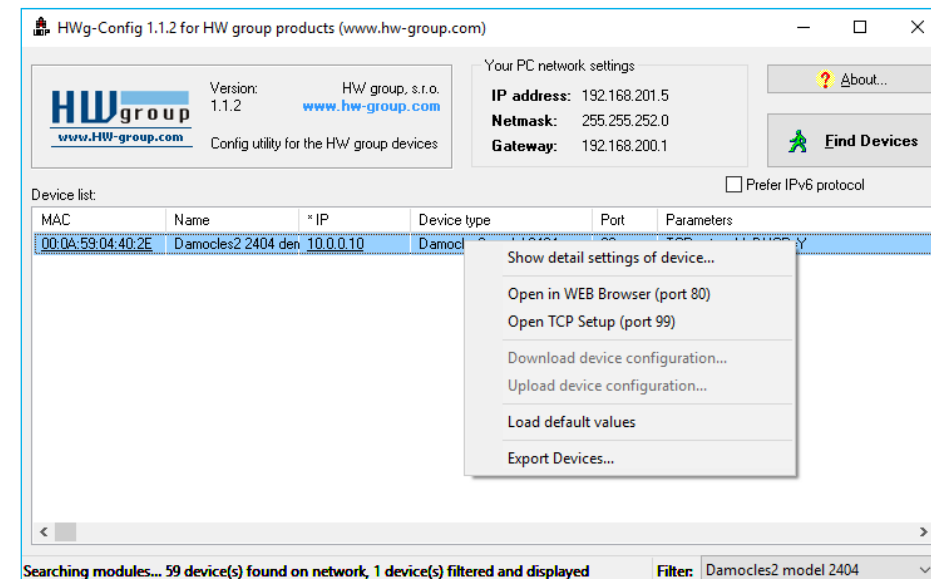 HWg-Config 1.1.2 for HW group products (www.hw-group.com)
HWgroup
www.HW-group.com
Version: HW group, s.r.o.
1.1.2 www.hw-group.com
Config utility for the HW group devices
Your PC network settings
IP address: 192.168.201.5
Netmask: 255.255.252.0
Gateway: 192.168.200.1
? About...
Find Devices
Prefer IPv6 protocol
Device list:
MAC Name * IP Device type Port Parameters
00:0A:59:04:40:2E Damocles2 2404 den 10.0.0.10
Show detail settings of device...
Open in WEB Browser (port 80)
Open TCP Setup (port 99)
Download device configuration...
Upload device configuration...
Load default values
Export Devices...
Searching modules... 59 device(s) found on network, 1 device(s) filtered and displayed
Filter: Damocles2 model 2404